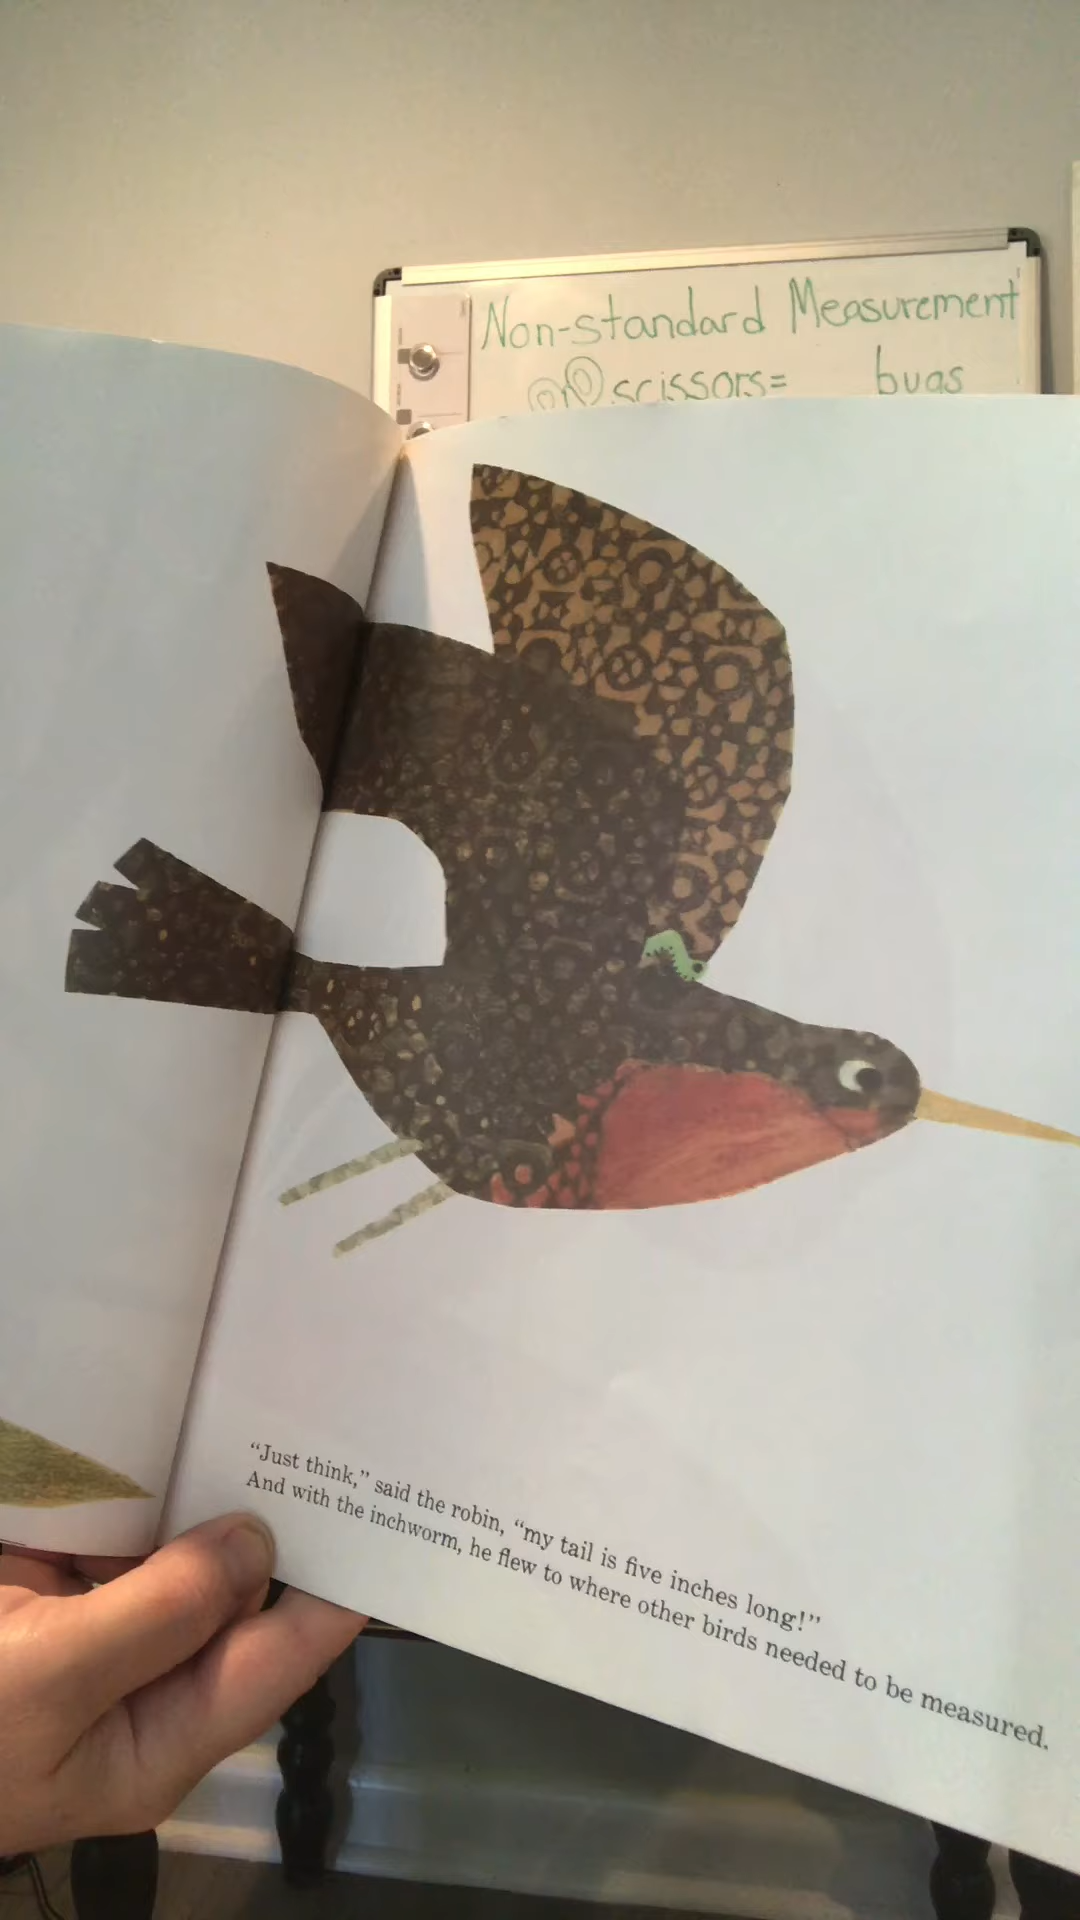 Non-standard Measurement
scissors= bugs
“Just think,” said the robin, “my tail is five inches long!”
And with the inchworm, he flew to where other birds needed to be measured.